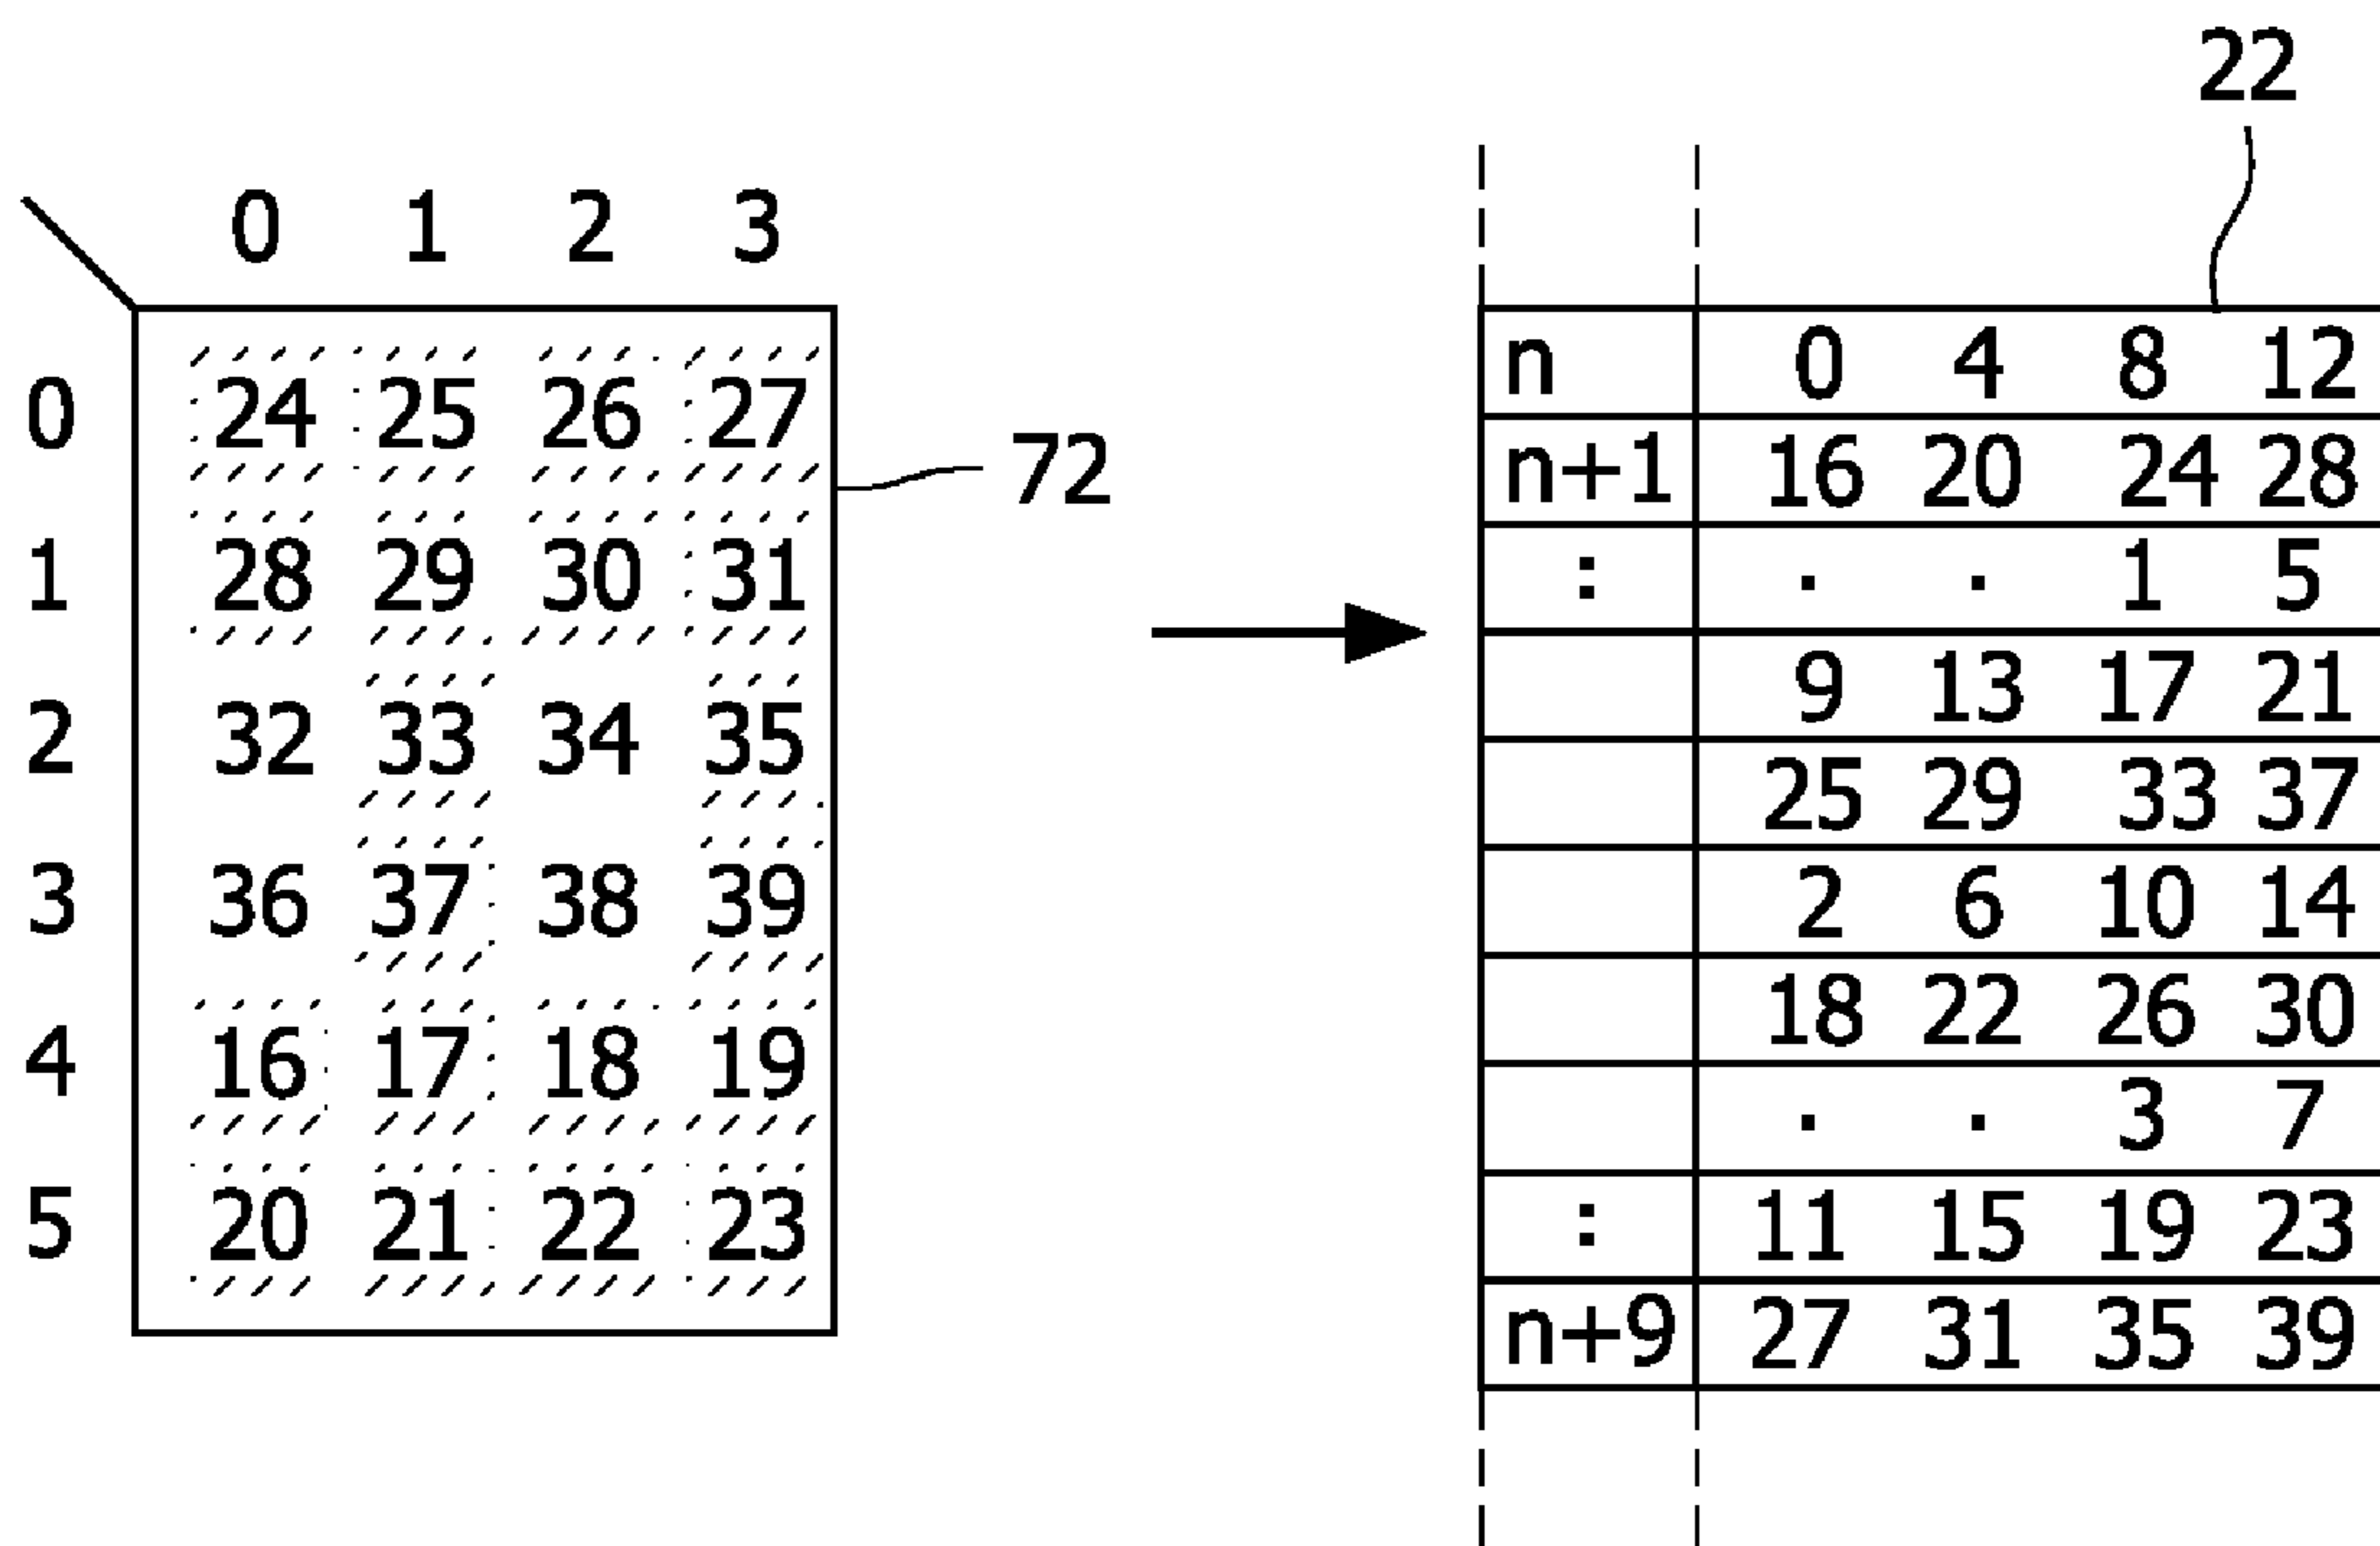 22
0 1 2 3
0 24 25 26 27
72
1 28 29 30 31
2 32 33 34 35
3 36 37 38 39
4 16 17 18 19
5 20 21 22 23
n 0 4 8 12
n+1 16 20 24 28
: · · 1 5
9 13 17 21
25 29 33 37
2 6 10 14
18 22 26 30
· · 3 7
: 11 15 19 23
n+9 27 31 35 39